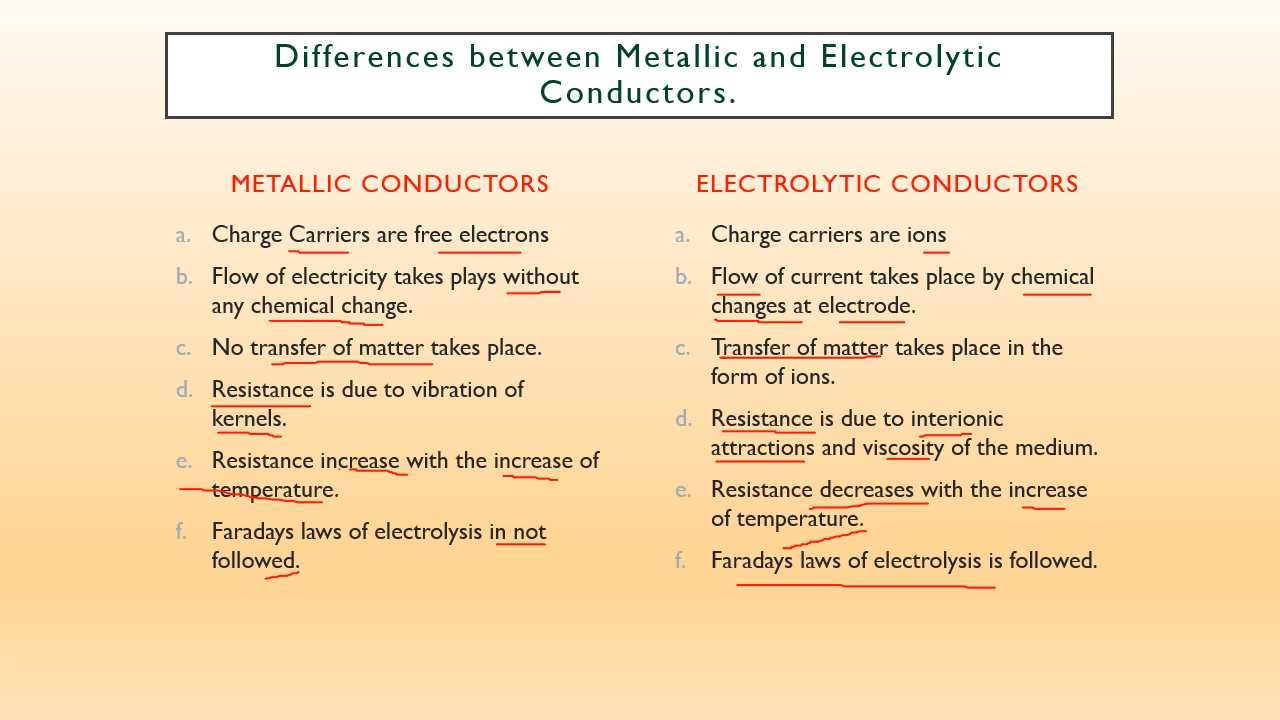 Differences between Metallic and Electrolytic
Conductors.
METALLIC CONDUCTORS
a. Charge Carriers are free electrons
b. Flow of electricity takes plays without
any chemical change.
c. No transfer of matter takes place.
d. Resistance is due to vibration of
kernels.
e. Resistance increase with the increase of
temperature.
f. Faradays laws of electrolysis in not
followed.
ELECTROLYTIC CONDUCTORS
a. Charge carriers are ions
b. Flow of current takes place by chemical
changes at electrode.
c. Transfer of matter takes place in the
form of ions.
d. Resistance is due to interionic
attractions and viscosity of the medium.
e. Resistance decreases with the increase
of temperature.
f. Faradays laws of electrolysis is followed.